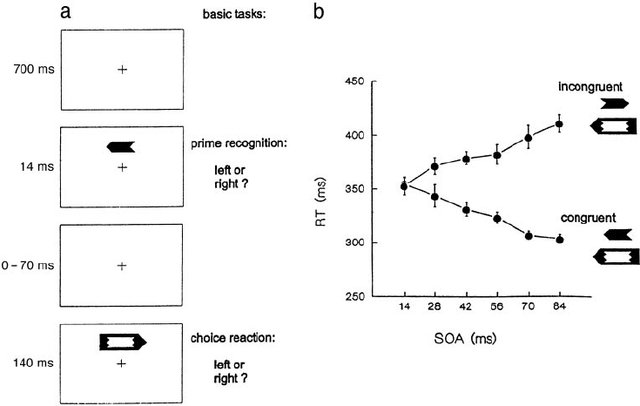 a
basic tasks:
700 ms
prime recognition:
14 ms
left or
right ?
0 – 70 ms
choice reaction:
140 ms
left or
right ?
b
450
400
350
300
250
RT (ms)
incongruent
congruent
14 28 42 56 70 84
SOA (ms)